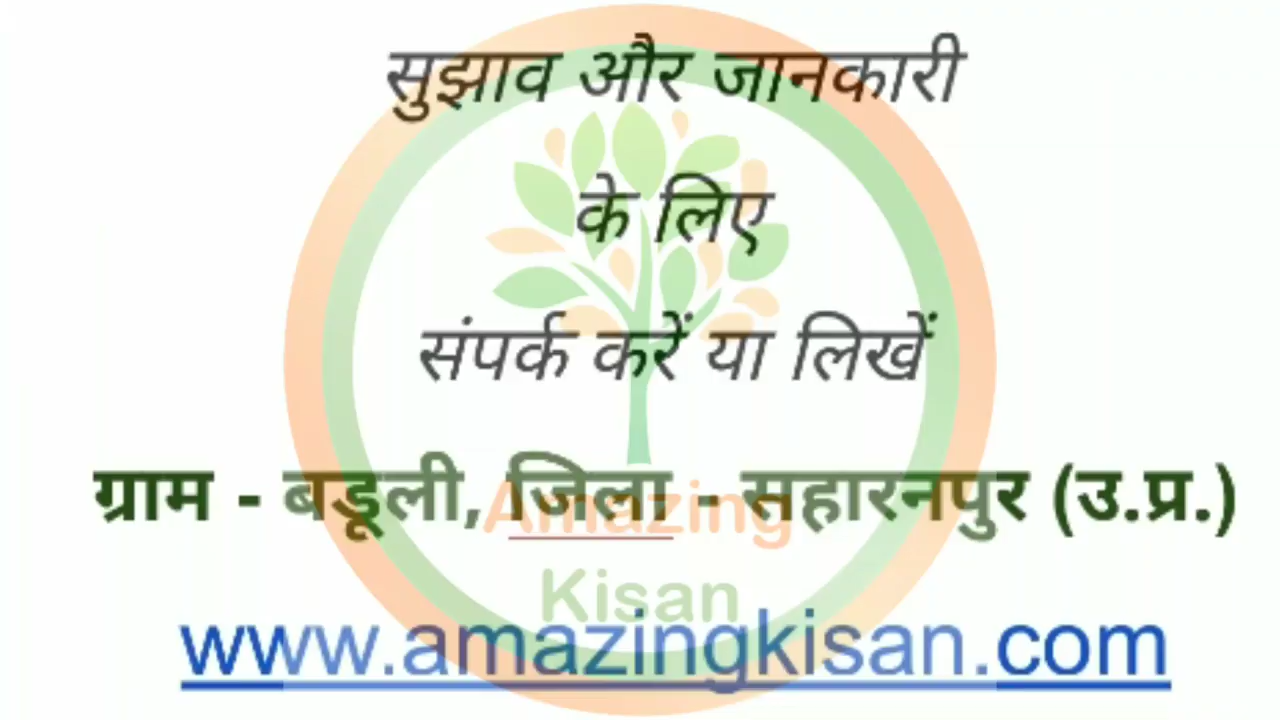 सुझाव और जानकारी
के लिए
संपर्क करें या लिखें
ग्राम - बडूली, जिला - सहारनपुर (उ.प्र.)
Amazing
Kisan
www.amazingkisan.com